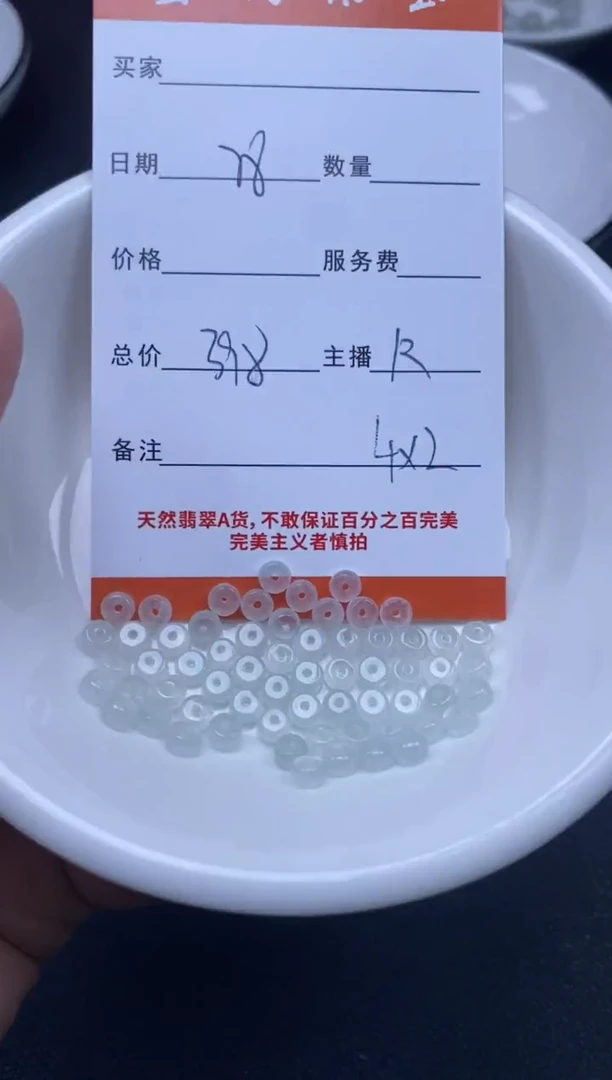 买家
日期 数量
价格 服务费
总价 398 主播 R
备注 4x2
天然翡翠A货,不敢保证百分之百完美
完美主义者慎拍